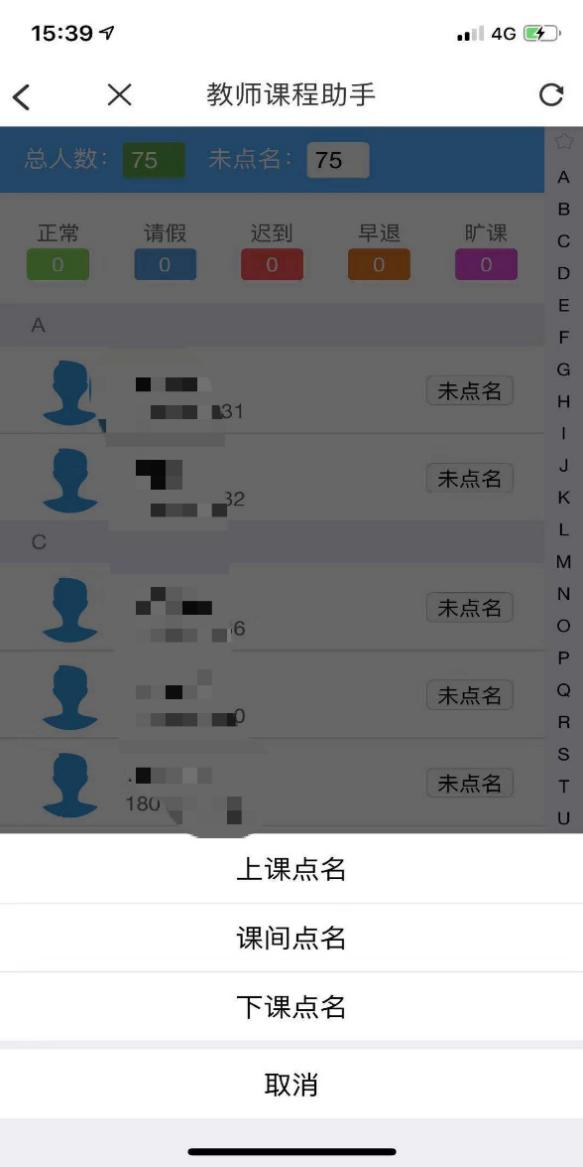 15:39 4G
教师课程助手
总人数： 75 未点名： 75
正常 请假 迟到 早退 旷课
0 0 0 0 0
A
未点名
31
未点名
32
C
未点名
6
未点名
0
未点名
180
A
B
C
D
E
F
G
H
I
J
K
L
M
N
O
P
Q
R
S
T
U
上课点名
课间点名
下课点名
取消